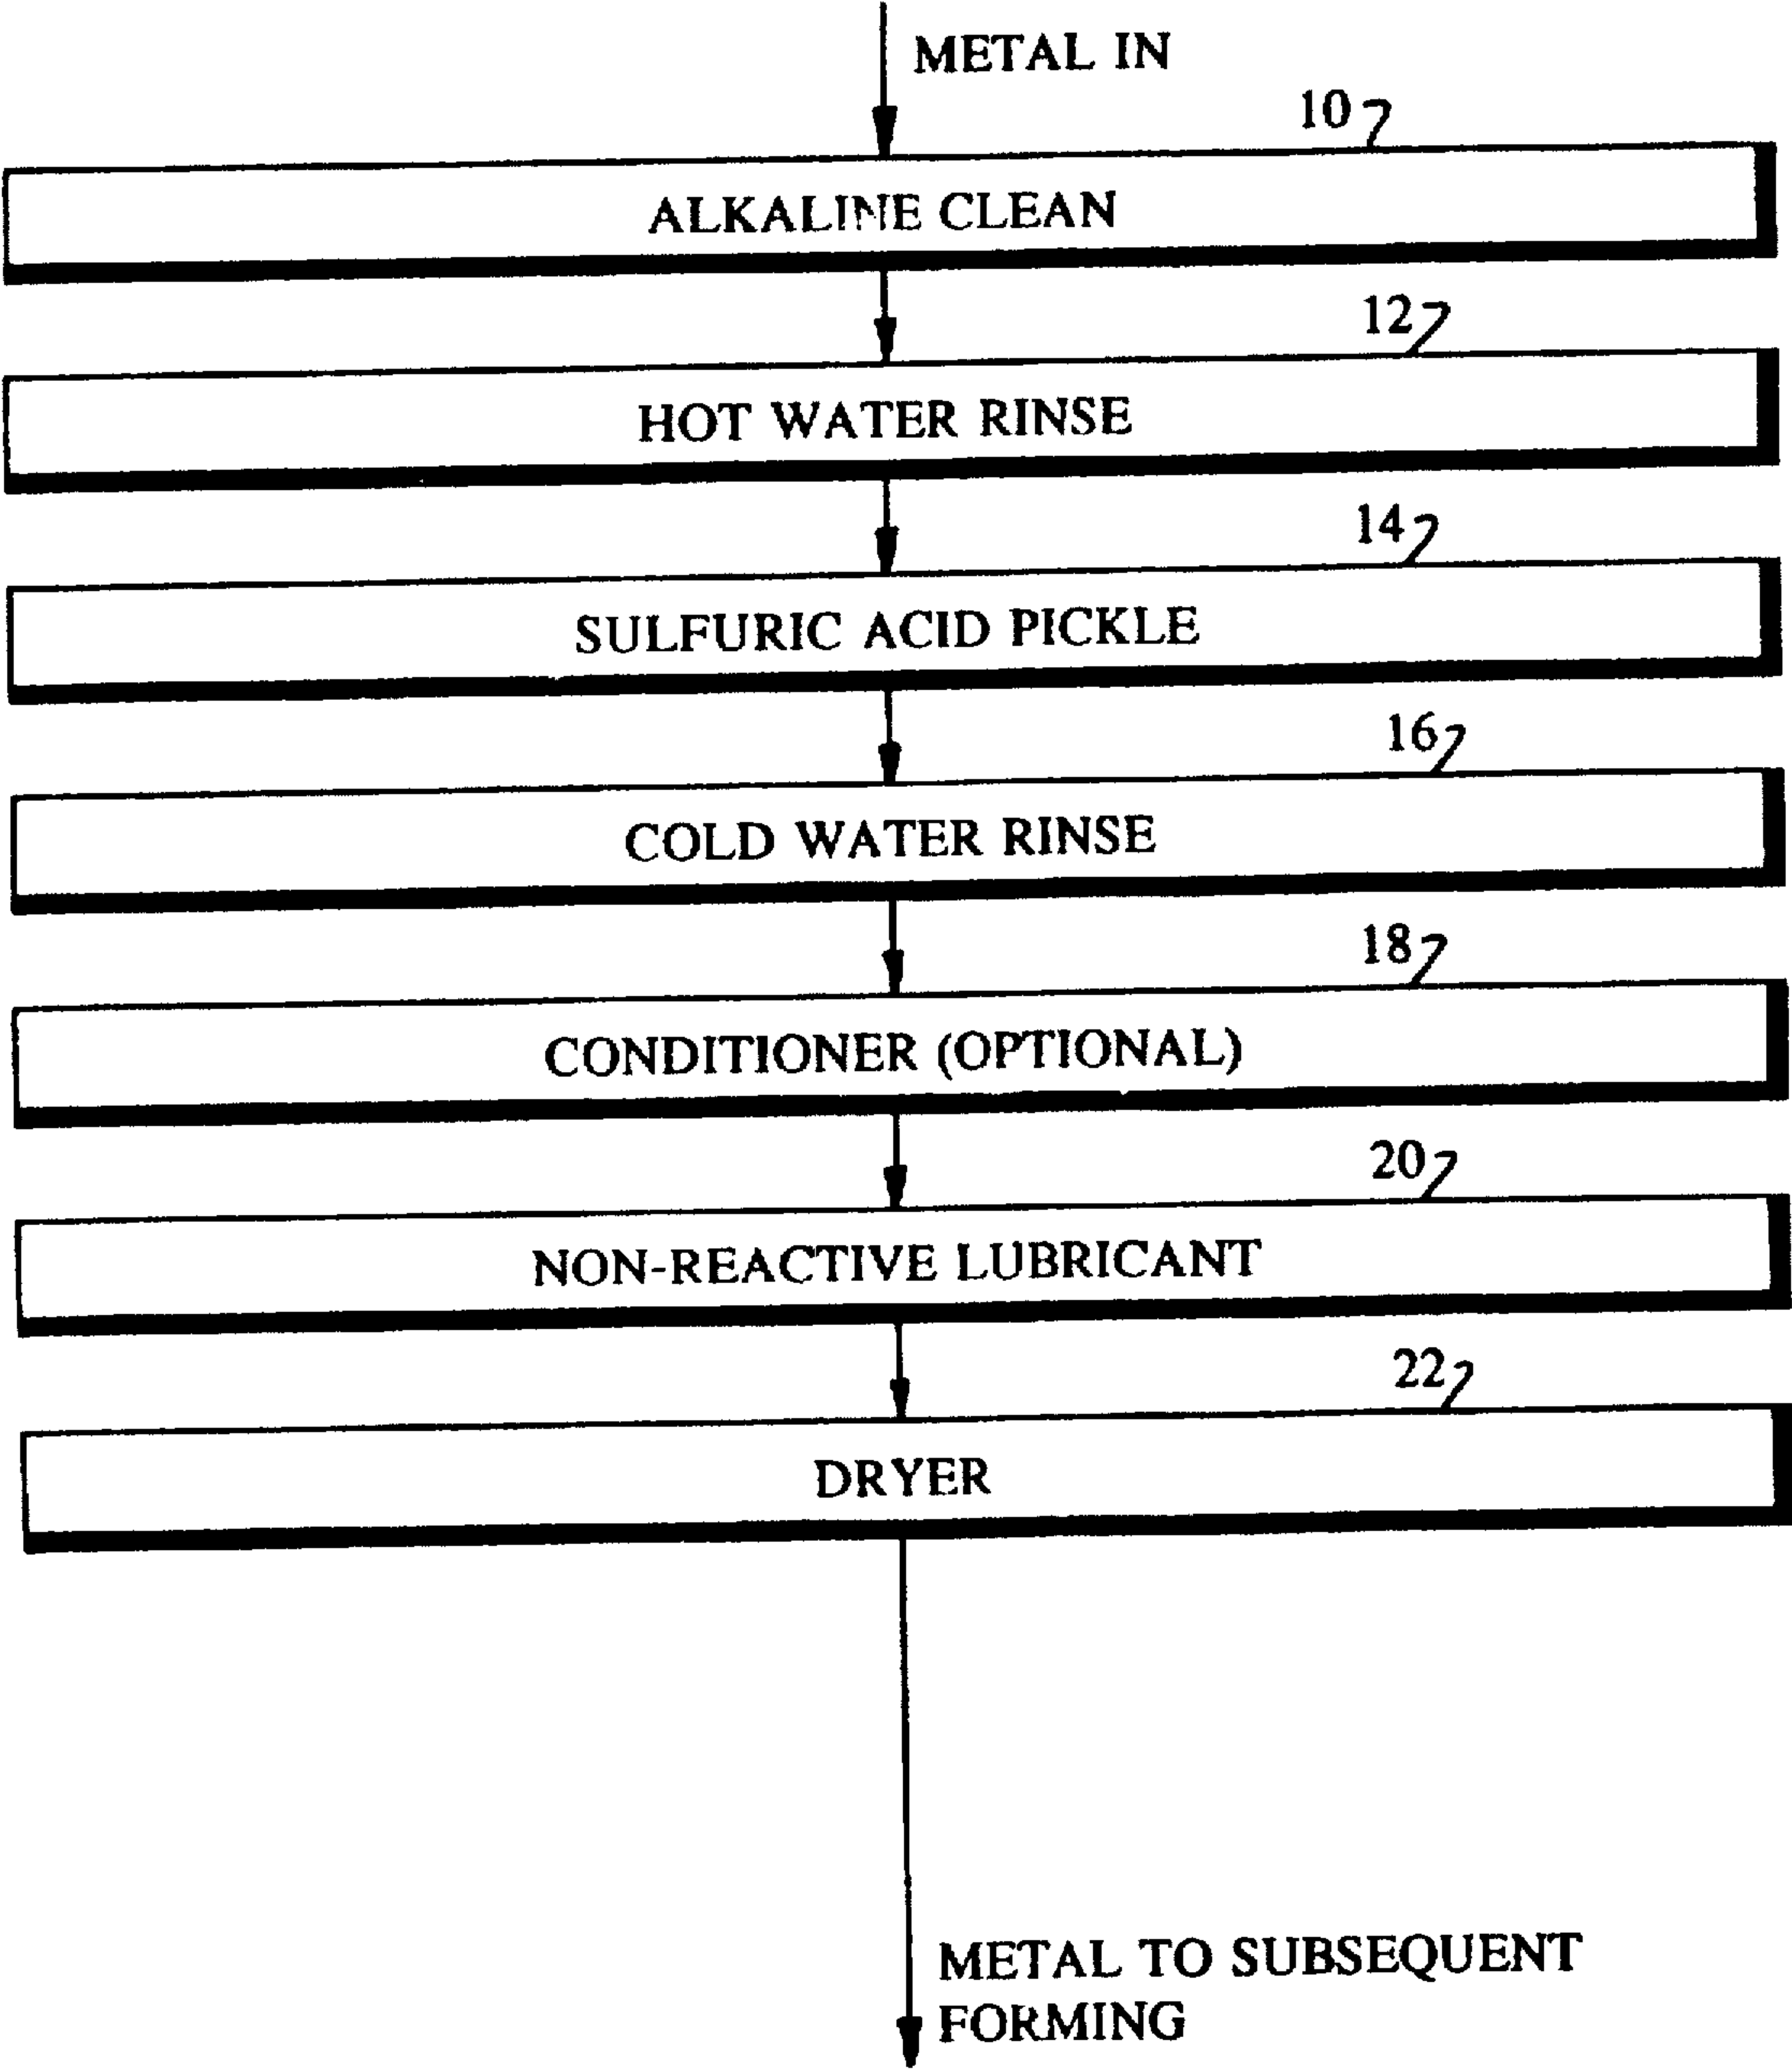 METAL IN
10
ALKALINE CLEAN
12
HOT WATER RINSE
14
SULFURIC ACID PICKLE
16
COLD WATER RINSE
18
CONDITIONER (OPTIONAL)
20
NON-REACTIVE LUBRICANT
22
DRYER
METAL TO SUBSEQUENT
FORMING